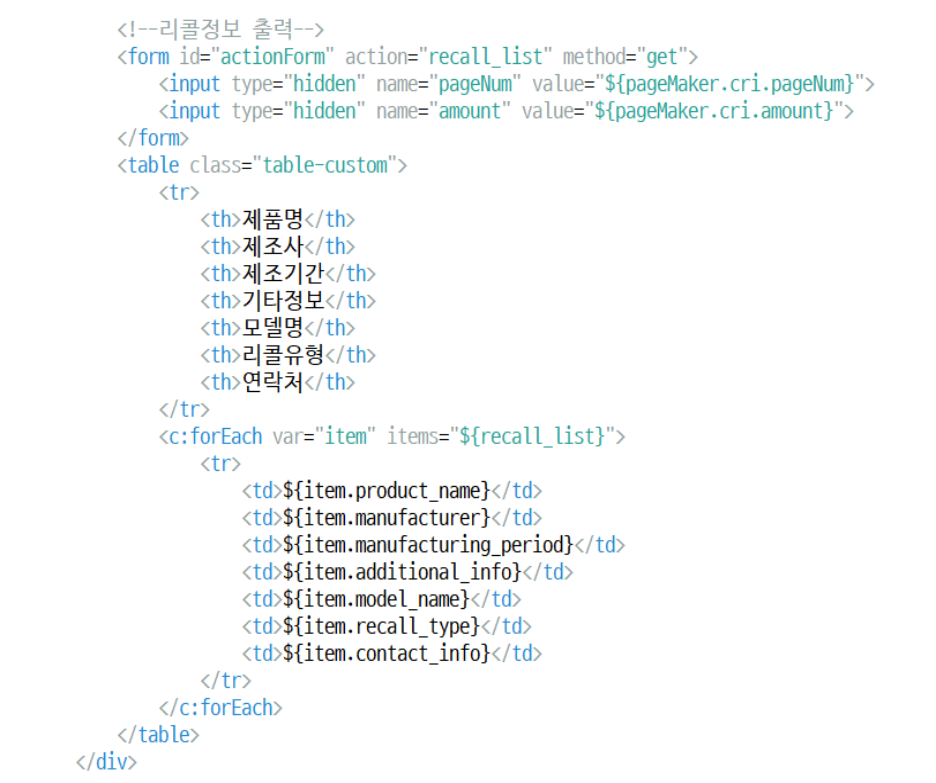 <!--리콜정보 출력-->
<form id="actionForm" action="recall_list" method="get">
<input type="hidden" name="pageNum" value="${pageMaker.cri.pageNum}">
<input type="hidden" name="amount" value="${pageMaker.cri.amount}">
</form>
<table class="table-custom">
<tr>
<th>제품명</th>
<th>제조사</th>
<th>제조기간</th>
<th>기타정보</th>
<th>모델명</th>
<th>리콜유형</th>
<th>연락처</th>
</tr>
<c:forEach var="item" items="${recall_list}">
<tr>
<td>${item.product_name}</td>
<td>${item.manufacturer}</td>
<td>${item.manufacturing_period}</td>
<td>${item.additional_info}</td>
<td>${item.model_name}</td>
<td>${item.recall_type}</td>
<td>${item.contact_info}</td>
</tr>
</c:forEach>
</table>
</div>